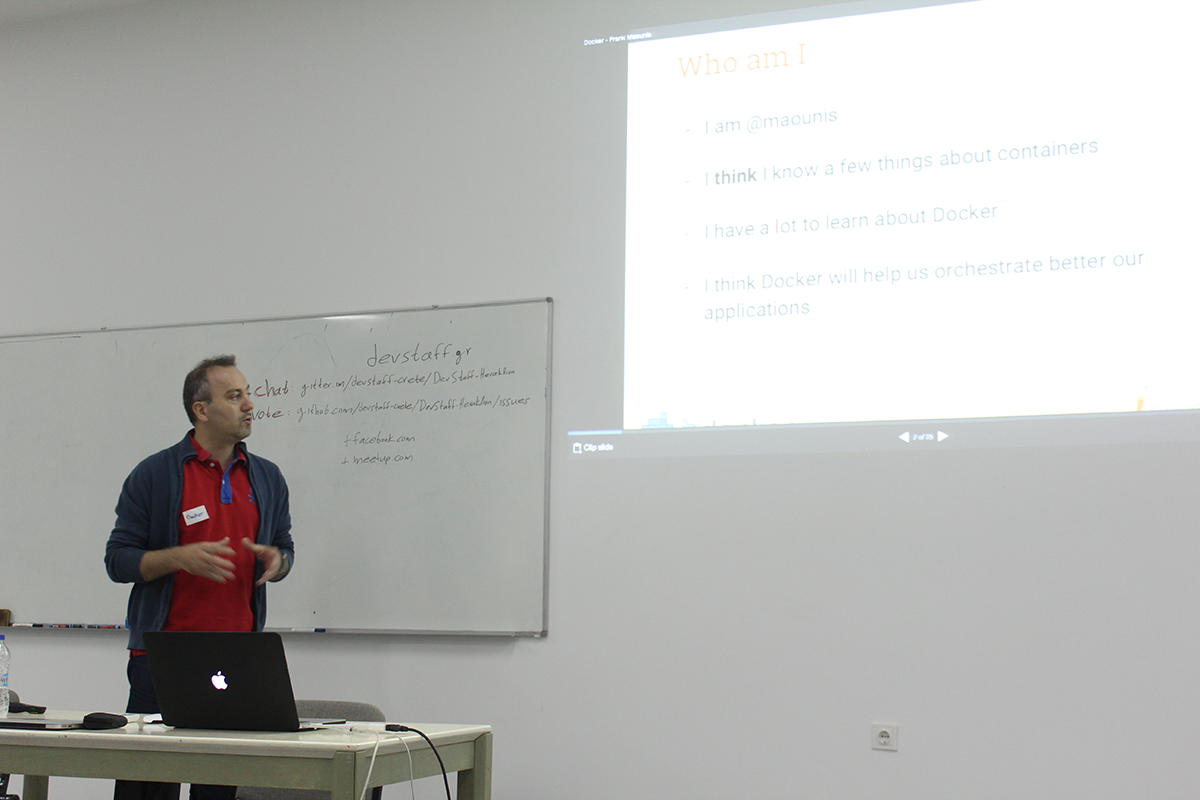 Docker - Frank Maounis
Who am I
- I am @maounis
- I think I know a few things about containers
- I have a lot to learn about Docker
- I think Docker will help us orchestrate better our
applications
Clip slide
devstaff.gr
chat: gitter.im/devstaff-crete/DevStaff-Heraklion
vote: github.com/devstaff-crete/DevStaff-Heraklion/issues
+ facebook.com
+ meetup.com